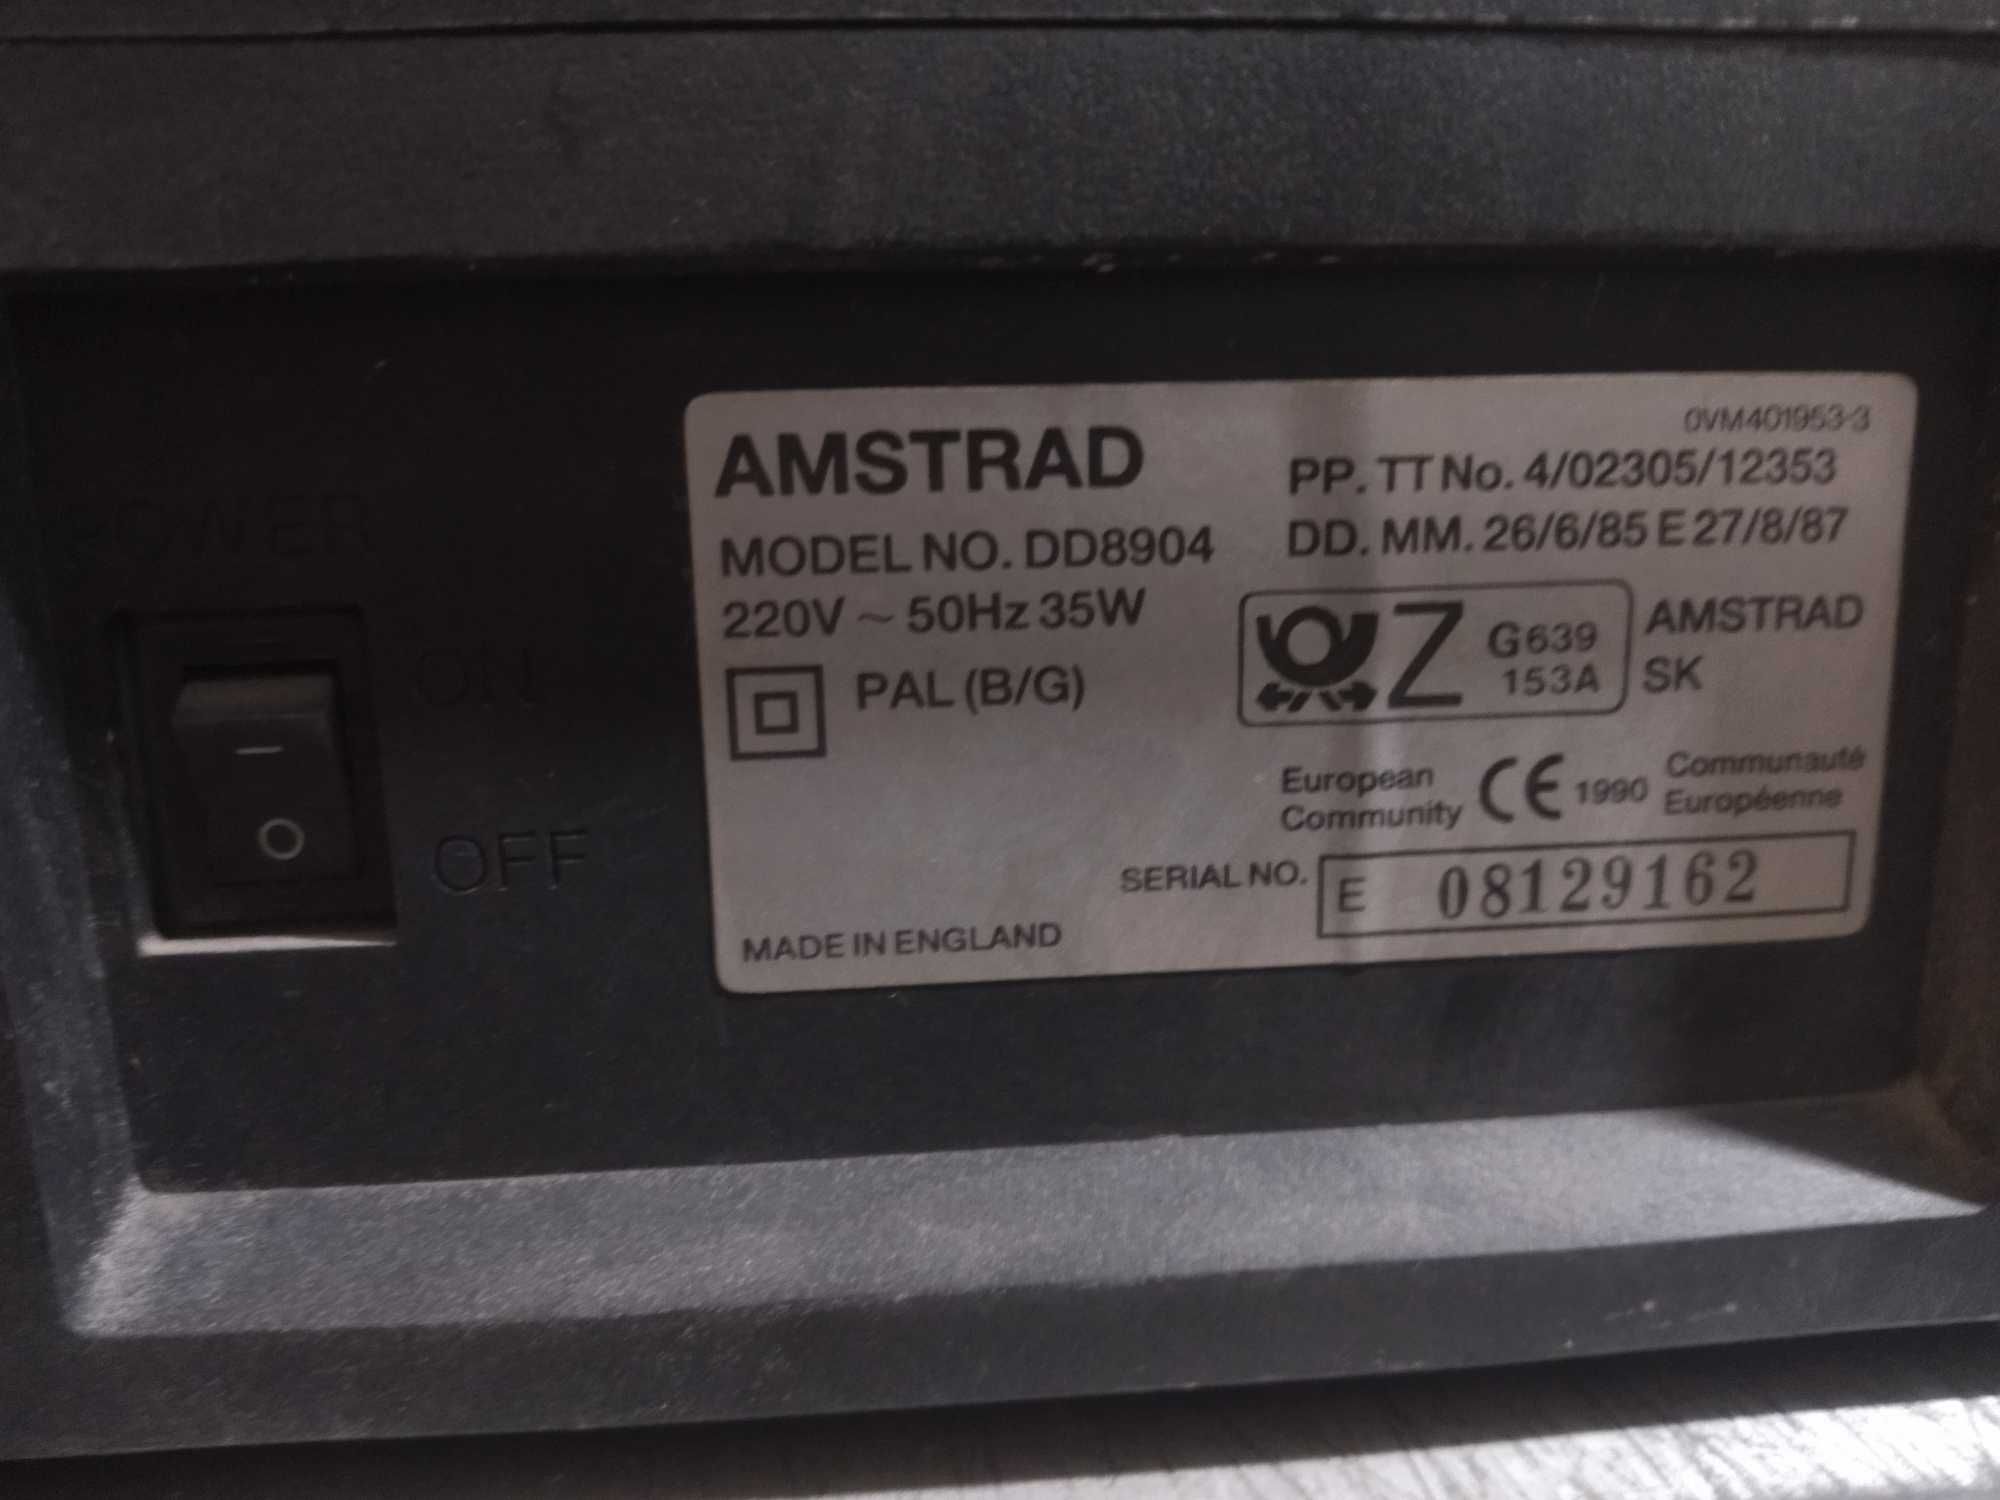 POWER
ON
OFF
0VM401953-3
AMSTRAD
MODEL NO. DD8904
220V ~ 50Hz 35W
PAL (B/G)
PP. TT No. 4/02305/12353
DD. MM. 26/6/85 E 27/8/87
Z G639
153A
AMSTRAD
SK
European
Community
CE 1990
Communauté
Européenne
SERIAL NO. E 08129162
MADE IN ENGLAND